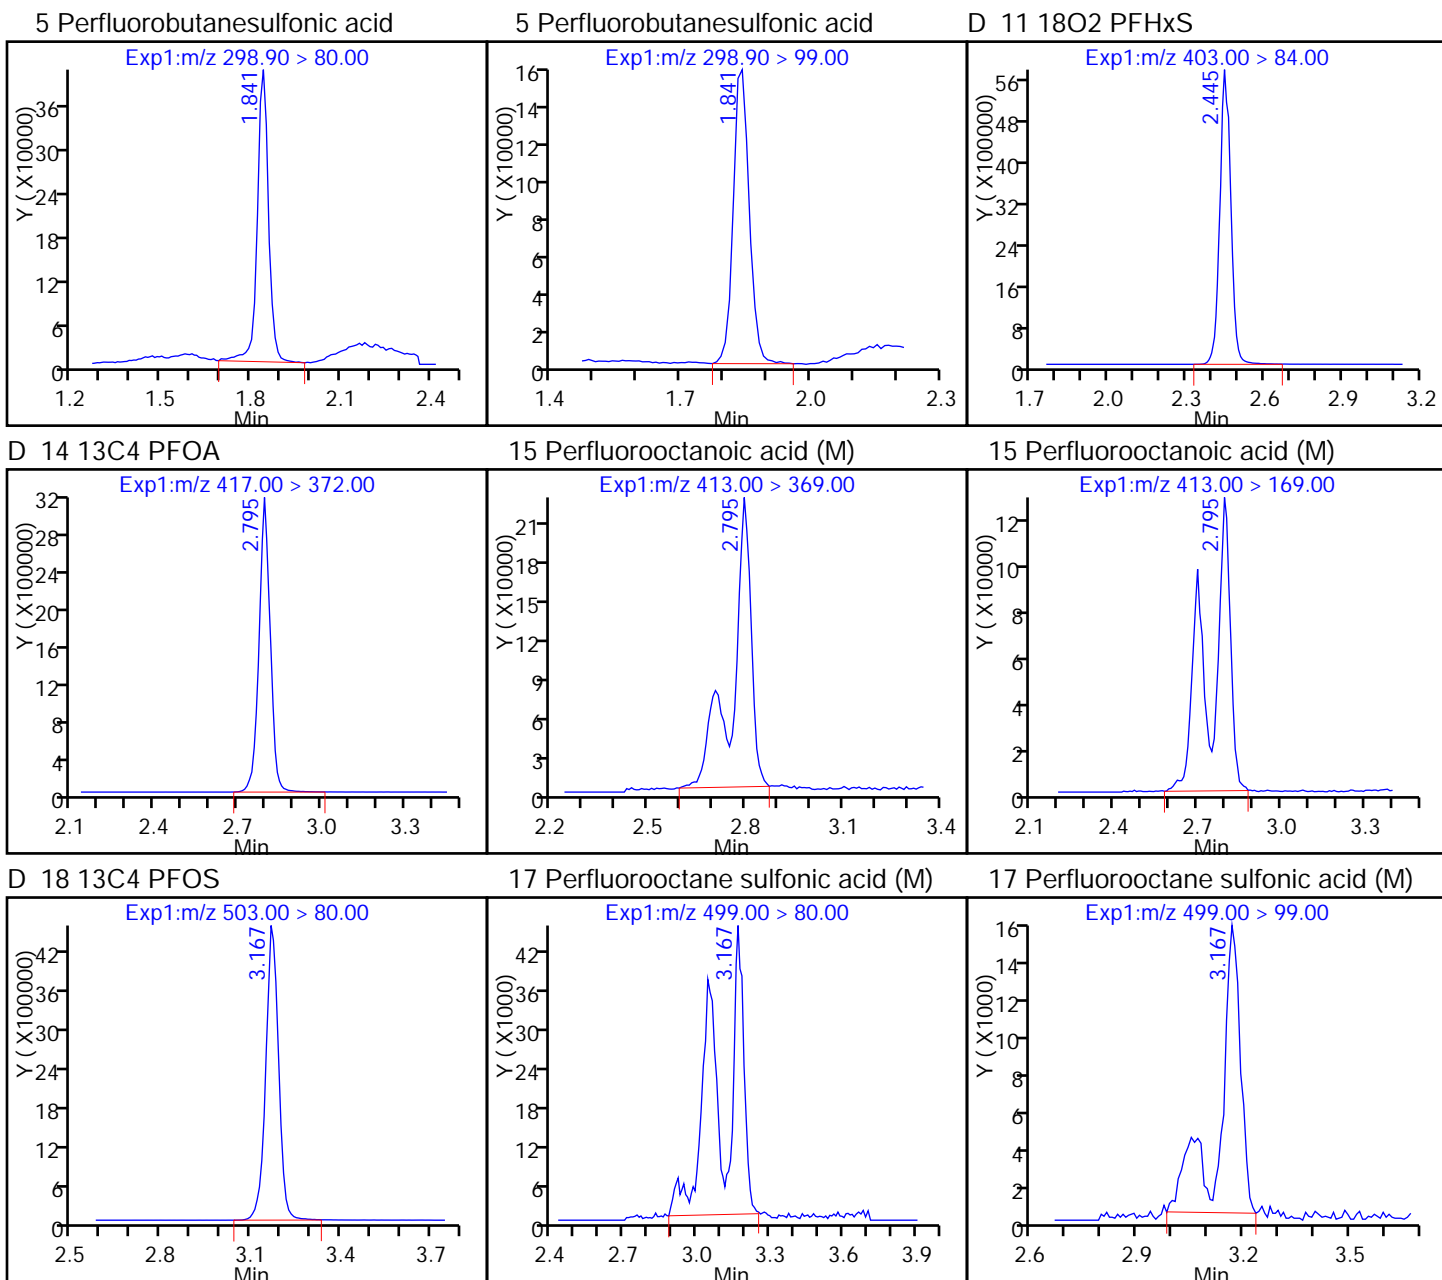 5 Perfluorobutanesulfonic acid
Exp1:m/z 298.90 > 80.00
1.841
Y ( X10000)
36
30
24
18
12
6
0
1.2 1.5 1.8 2.1 2.4
Min
5 Perfluorobutanesulfonic acid
Exp1:m/z 298.90 > 99.00
1.841
Y ( X10000)
16
14
12
10
8
6
4
2
0
1.4 1.7 2.0 2.3
Min
D 11 18O2 PFHxS
Exp1:m/z 403.00 > 84.00
2.445
Y ( X100000)
56
48
40
32
24
16
8
0
1.7 2.0 2.3 2.6 2.9 3.2
Min
D 14 13C4 PFOA
Exp1:m/z 417.00 > 372.00
2.795
Y ( X100000)
32
28
24
20
16
12
8
4
0
2.1 2.4 2.7 3.0 3.3
Min
15 Perfluorooctanoic acid (M)
Exp1:m/z 413.00 > 369.00
2.795
Y ( X10000)
21
18
15
12
9
6
3
0
2.2 2.5 2.8 3.1 3.4
Min
15 Perfluorooctanoic acid (M)
Exp1:m/z 413.00 > 169.00
2.795
Y ( X10000)
12
10
8
6
4
2
0
2.1 2.4 2.7 3.0 3.3
Min
D 18 13C4 PFOS
Exp1:m/z 503.00 > 80.00
3.167
Y ( X100000)
42
36
30
24
18
12
6
0
2.5 2.8 3.1 3.4 3.7
Min
17 Perfluorooctane sulfonic acid (M)
Exp1:m/z 499.00 > 80.00
3.167
Y ( X1000)
42
36
30
24
18
12
6
0
2.4 2.7 3.0 3.3 3.6 3.9
Min
17 Perfluorooctane sulfonic acid (M)
Exp1:m/z 499.00 > 99.00
3.167
Y ( X1000)
16
14
12
10
8
6
4
2
0
2.6 2.9 3.2 3.5
Min